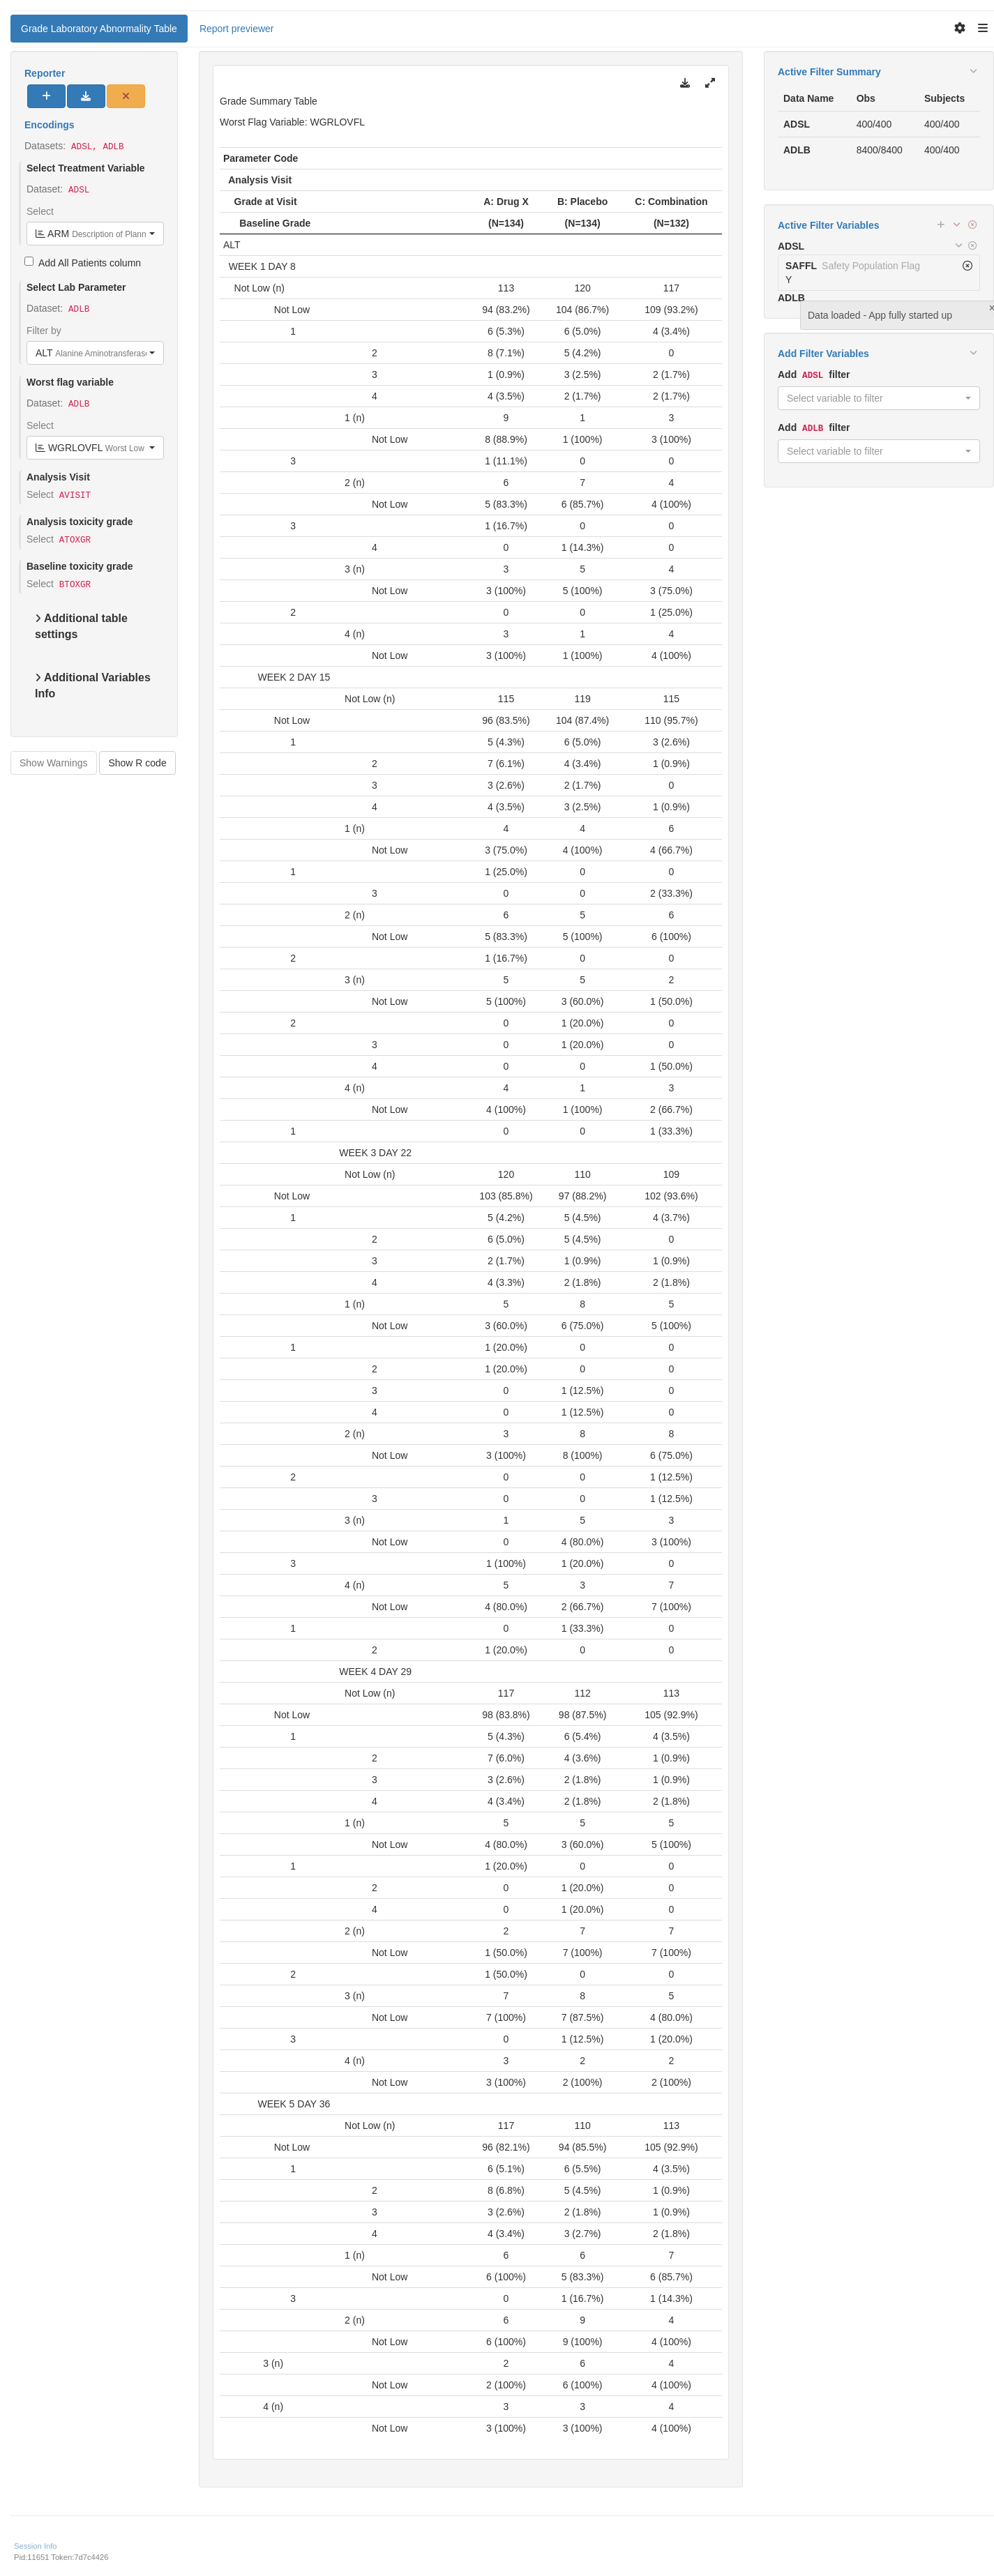 Grade Laboratory Abnormality Table Report previewer
Reporter
Encodings
Datasets: ADSL, ADLB
Select Treatment Variable
Dataset: ADSL
Select
ARM Description of Plann
Add All Patients column
Select Lab Parameter
Dataset: ADLB
Filter by
ALT Alanine Aminotransferase
Worst flag variable
Dataset: ADLB
Select
WGRLOVFL Worst Low
Analysis Visit
Select AVISIT
Analysis toxicity grade
Select ATOXGR
Baseline toxicity grade
Select BTOXGR
Additional table
settings
Additional Variables
Info
Show Warnings Show R code
Grade Summary Table
Worst Flag Variable: WGRLOVFL
Parameter Code
Analysis Visit
Grade at Visit A: Drug X B: Placebo C: Combination
Baseline Grade (N=134) (N=134) (N=132)
ALT
WEEK 1 DAY 8
Not Low (n) 113 120 117
Not Low 94 (83.2%) 104 (86.7%) 109 (93.2%)
1 6 (5.3%) 6 (5.0%) 4 (3.4%)
2 8 (7.1%) 5 (4.2%) 0
3 1 (0.9%) 3 (2.5%) 2 (1.7%)
4 4 (3.5%) 2 (1.7%) 2 (1.7%)
1 (n) 9 1 3
Not Low 8 (88.9%) 1 (100%) 3 (100%)
3 1 (11.1%) 0 0
2 (n) 6 7 4
Not Low 5 (83.3%) 6 (85.7%) 4 (100%)
3 1 (16.7%) 0 0
4 0 1 (14.3%) 0
3 (n) 3 5 4
Not Low 3 (100%) 5 (100%) 3 (75.0%)
2 0 0 1 (25.0%)
4 (n) 3 1 4
Not Low 3 (100%) 1 (100%) 4 (100%)
WEEK 2 DAY 15
Not Low (n) 115 119 115
Not Low 96 (83.5%) 104 (87.4%) 110 (95.7%)
1 5 (4.3%) 6 (5.0%) 3 (2.6%)
2 7 (6.1%) 4 (3.4%) 1 (0.9%)
3 3 (2.6%) 2 (1.7%) 0
4 4 (3.5%) 3 (2.5%) 1 (0.9%)
1 (n) 4 4 6
Not Low 3 (75.0%) 4 (100%) 4 (66.7%)
1 1 (25.0%) 0 0
3 0 0 2 (33.3%)
2 (n) 6 5 6
Not Low 5 (83.3%) 5 (100%) 6 (100%)
2 1 (16.7%) 0 0
3 (n) 5 5 2
Not Low 5 (100%) 3 (60.0%) 1 (50.0%)
2 0 1 (20.0%) 0
3 0 1 (20.0%) 0
4 0 0 1 (50.0%)
4 (n) 4 1 3
Not Low 4 (100%) 1 (100%) 2 (66.7%)
1 0 0 1 (33.3%)
WEEK 3 DAY 22
Not Low (n) 120 110 109
Not Low 103 (85.8%) 97 (88.2%) 102 (93.6%)
1 5 (4.2%) 5 (4.5%) 4 (3.7%)
2 6 (5.0%) 5 (4.5%) 0
3 2 (1.7%) 1 (0.9%) 1 (0.9%)
4 4 (3.3%) 2 (1.8%) 2 (1.8%)
1 (n) 5 8 5
Not Low 3 (60.0%) 6 (75.0%) 5 (100%)
1 1 (20.0%) 0 0
2 1 (20.0%) 0 0
3 0 1 (12.5%) 0
4 0 1 (12.5%) 0
2 (n) 3 8 8
Not Low 3 (100%) 8 (100%) 6 (75.0%)
2 0 0 1 (12.5%)
3 0 0 1 (12.5%)
3 (n) 1 5 3
Not Low 0 4 (80.0%) 3 (100%)
3 1 (100%) 1 (20.0%) 0
4 (n) 5 3 7
Not Low 4 (80.0%) 2 (66.7%) 7 (100%)
1 0 1 (33.3%) 0
2 1 (20.0%) 0 0
WEEK 4 DAY 29
Not Low (n) 117 112 113
Not Low 98 (83.8%) 98 (87.5%) 105 (92.9%)
1 5 (4.3%) 6 (5.4%) 4 (3.5%)
2 7 (6.0%) 4 (3.6%) 1 (0.9%)
3 3 (2.6%) 2 (1.8%) 1 (0.9%)
4 4 (3.4%) 2 (1.8%) 2 (1.8%)
1 (n) 5 5 5
Not Low 4 (80.0%) 3 (60.0%) 5 (100%)
1 1 (20.0%) 0 0
2 0 1 (20.0%) 0
4 0 1 (20.0%) 0
2 (n) 2 7 7
Not Low 1 (50.0%) 7 (100%) 7 (100%)
2 1 (50.0%) 0 0
3 (n) 7 8 5
Not Low 7 (100%) 7 (87.5%) 4 (80.0%)
3 0 1 (12.5%) 1 (20.0%)
4 (n) 3 2 2
Not Low 3 (100%) 2 (100%) 2 (100%)
WEEK 5 DAY 36
Not Low (n) 117 110 113
Not Low 96 (82.1%) 94 (85.5%) 105 (92.9%)
1 6 (5.1%) 6 (5.5%) 4 (3.5%)
2 8 (6.8%) 5 (4.5%) 1 (0.9%)
3 3 (2.6%) 2 (1.8%) 1 (0.9%)
4 4 (3.4%) 3 (2.7%) 2 (1.8%)
1 (n) 6 6 7
Not Low 6 (100%) 5 (83.3%) 6 (85.7%)
3 0 1 (16.7%) 1 (14.3%)
2 (n) 6 9 4
Not Low 6 (100%) 9 (100%) 4 (100%)
3 (n) 2 6 4
Not Low 2 (100%) 6 (100%) 4 (100%)
4 (n) 3 3 4
Not Low 3 (100%) 3 (100%) 4 (100%)
Active Filter Summary
Data Name Obs Subjects
ADSL 400/400 400/400
ADLB 8400/8400 400/400
Active Filter Variables
ADSL
SAFFL Safety Population Flag
Y
ADLB
Data loaded - App fully started up
Add Filter Variables
Add ADSL filter
Select variable to filter
Add ADLB filter
Select variable to filter
Session Info
Pid:11651 Token:7d7c4426